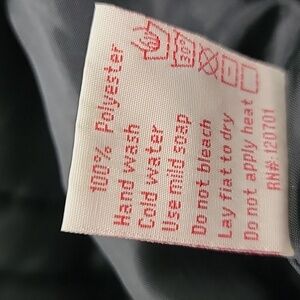 30°
100% Polyester
Hand wash
Cold water
Use mild soap
Do not bleach
Lay flat to dry
Do not apply heat
RN#: 120701